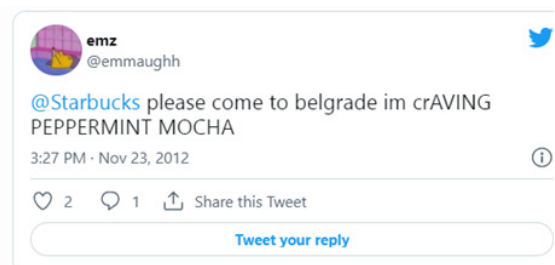 emz
@emmaughh
@Starbucks please come to belgrade im crAVING
PEPPERMINT MOCHA
3:27 PM · Nov 23, 2012
2 1 Share this Tweet
Tweet your reply